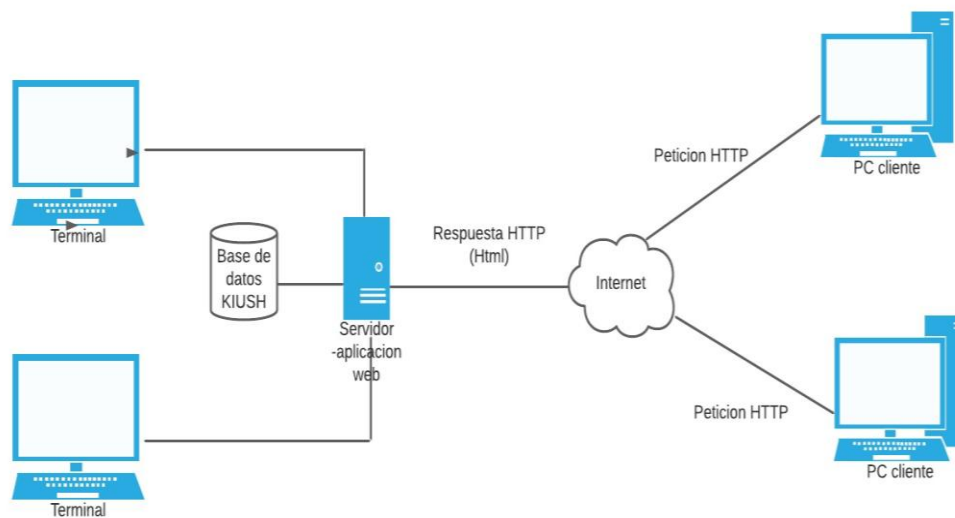 Terminal
Base de
datos
KIUSH
Servidor
-aplicacion
web
Terminal
Respuesta HTTP
(Html)
Internet
Peticion HTTP
PC cliente
Peticion HTTP
PC cliente